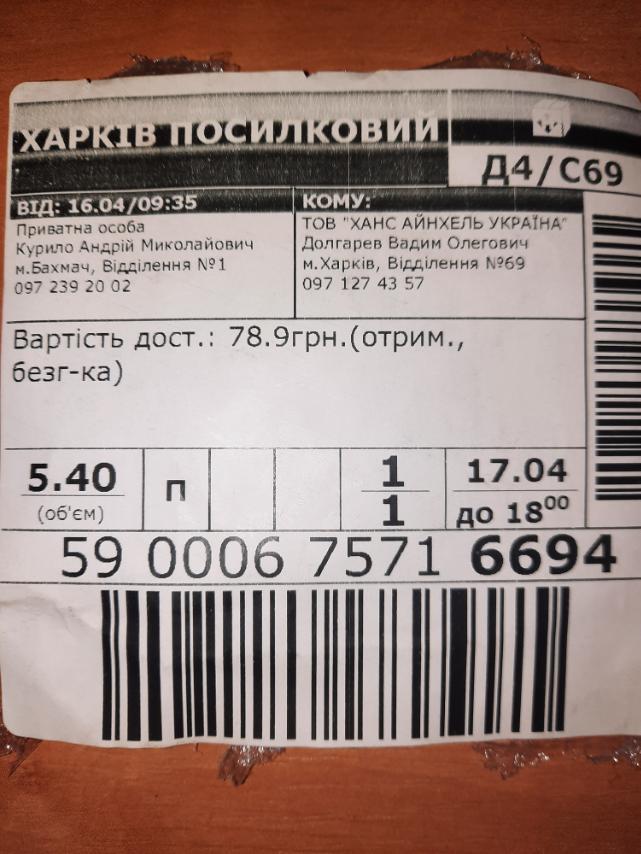 ХАРКІВ ПОСИЛКОВИЙ
Д4/С69
ВІД: 16.04/09:35
Приватна особа
Курило Андрій Миколайович
м.Бахмач, Відділення №1
097 239 20 02
КОМУ:
ТОВ "ХАНС АЙНХЕЛЬ УКРАЇНА"
Долгарев Вадим Олегович
м.Харків, Відділення №69
097 127 43 57
Вартість дост.: 78.9грн.(отрим.,
безг-ка)
5.40
(об'єм)
П
1
1
17.04
до 18⁰⁰
59 0006 7571 6694